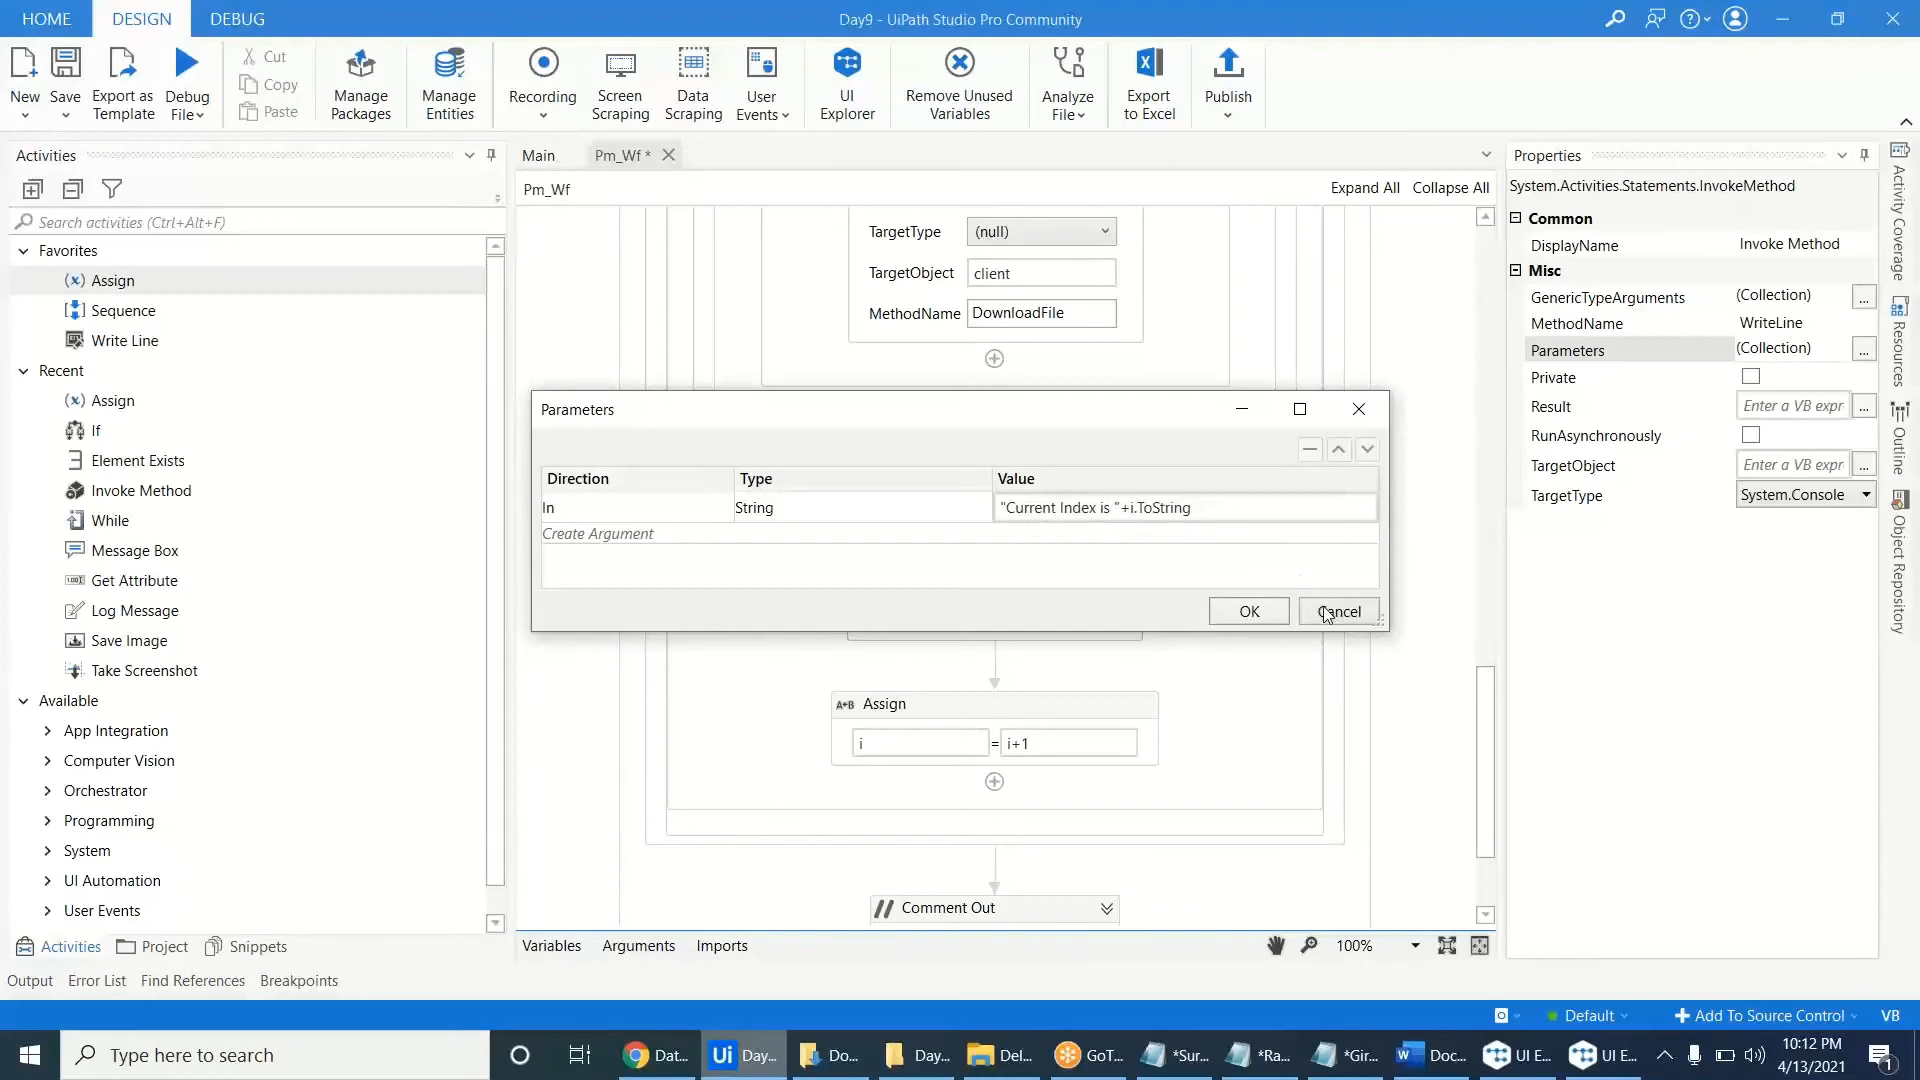 HOME DESIGN DEBUG Day9 - UiPath Studio Pro Community
New Save Export as Template Debug File Cut Copy Paste Manage Packages Manage Entities Recording Screen Scraping Data Scraping User Events UI Explorer Remove Unused Variables Analyze File Export to Excel Publish
Activities
Search activities (Ctrl+Alt+F)
Favorites
Assign
Sequence
Write Line
Recent
Assign
If
Element Exists
Invoke Method
While
Message Box
Get Attribute
Log Message
Save Image
Take Screenshot
Available
App Integration
Computer Vision
Orchestrator
Programming
System
UI Automation
User Events
Activities Project Snippets
Main Pm_Wf *
Pm_Wf Expand All Collapse All
TargetType (null)
TargetObject client
MethodName DownloadFile
Parameters
Direction Type Value
In String "Current Index is "+i.ToString
Create Argument
OK Cancel
A*B Assign
i = i+1
// Comment Out
Variables Arguments Imports 100%
Properties
System.Activities.Statements.InvokeMethod
Common
DisplayName Invoke Method
Misc
GenericTypeArguments (Collection) ...
MethodName WriteLine
Parameters (Collection) ...
Private
Result Enter a VB expr ...
RunAsynchronously
TargetObject Enter a VB expr ...
TargetType System.Console
Activity Coverage
Resources
Outline
Object Repository
Output Error List Find References Breakpoints
Default Add To Source Control VB
Type here to search Dat... Ui Day... Do... Day... Del... GoT... *Sur... *Ra... *Gir... Doc... UI E... UI E... 10:12 PM
4/13/2021 1